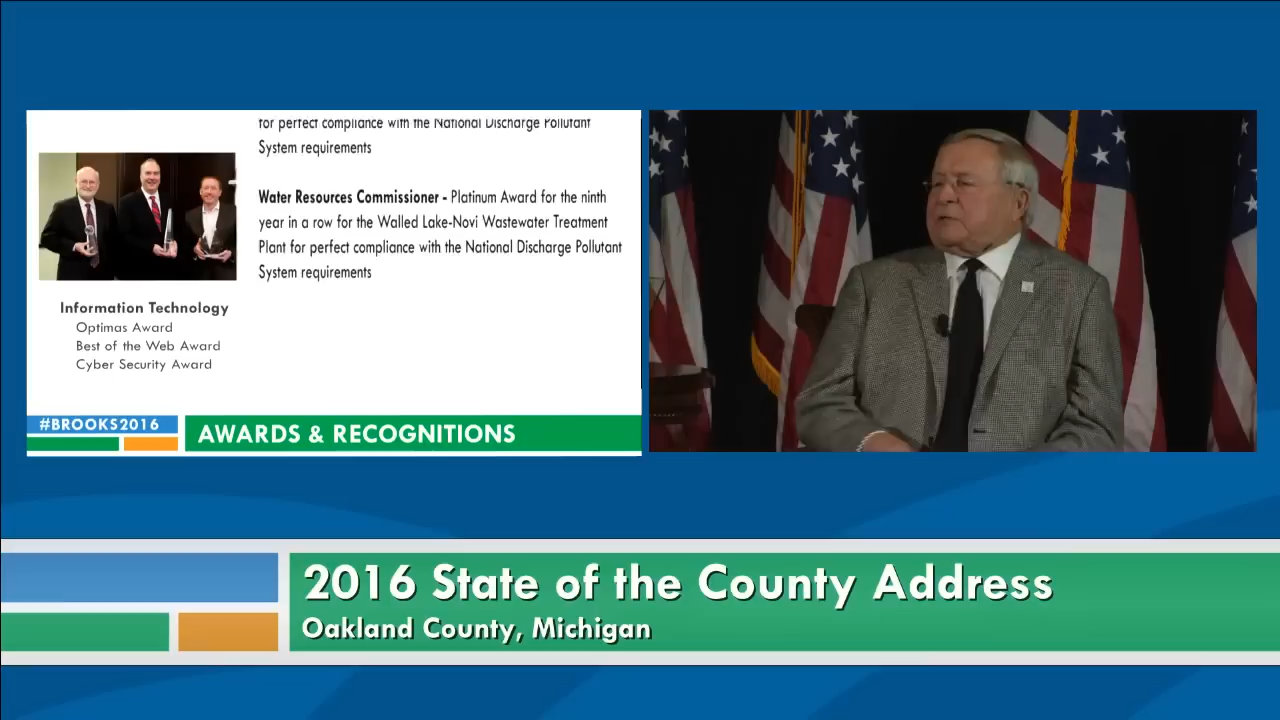 for perfect compliance with the National Discharge Pollutant
System requirements
Water Resources Commissioner - Platinum Award for the ninth
year in a row for the Walled Lake-Novi Wastewater Treatment
Plant for perfect compliance with the National Discharge Pollutant
System requirements
Information Technology
Optimas Award
Best of the Web Award
Cyber Security Award
#BROOKS2016
AWARDS & RECOGNITIONS
2016 State of the County Address
Oakland County, Michigan